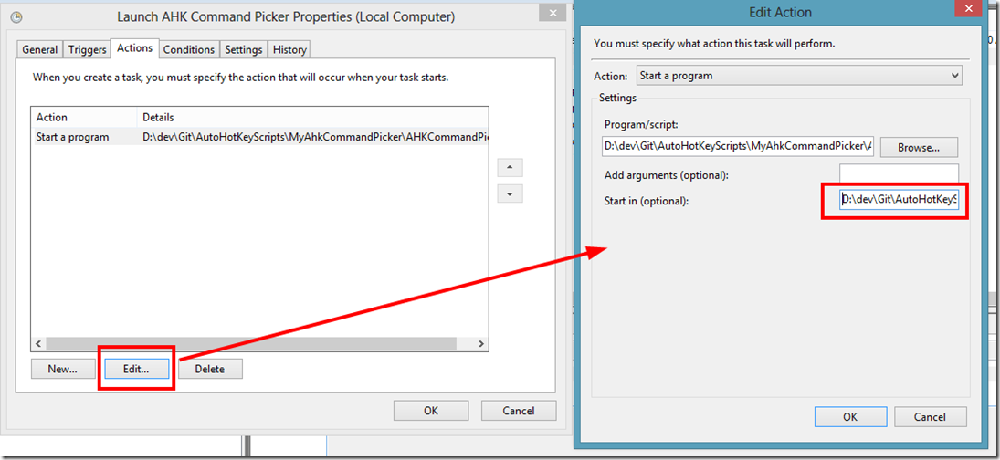 Launch AHK Command Picker Properties (Local Computer)
General Triggers Actions Conditions Settings History
When you create a task, you must specify the action that will occur when your task starts.
Action Details
Start a program D:\dev\Git\AutoHotKeyScripts\MyAhkCommandPicker\AHKCommandPi
New... Edit... Delete
OK Cancel
Edit Action
You must specify what action this task will perform.
Action: Start a program
Settings
Program/script:
D:\dev\Git\AutoHotKeyScripts\MyAhkCommandPicker\A
Browse...
Add arguments (optional):
Start in (optional): D:\dev\Git\AutoHotKeyS
OK Cancel